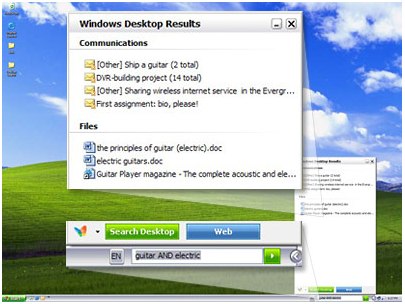 Windows Desktop Results
Communications
[Other] Ship a guitar (2 total)
DVR-building project (14 total)
[Other] Sharing wireless internet service in the Evergr...
First assignment: bio, please!
Files
the principles of guitar (electric).doc
electric guitars.doc
Guitar Player magazine - The complete acoustic and ele...
Search Desktop
Web
EN
guitar AND electric